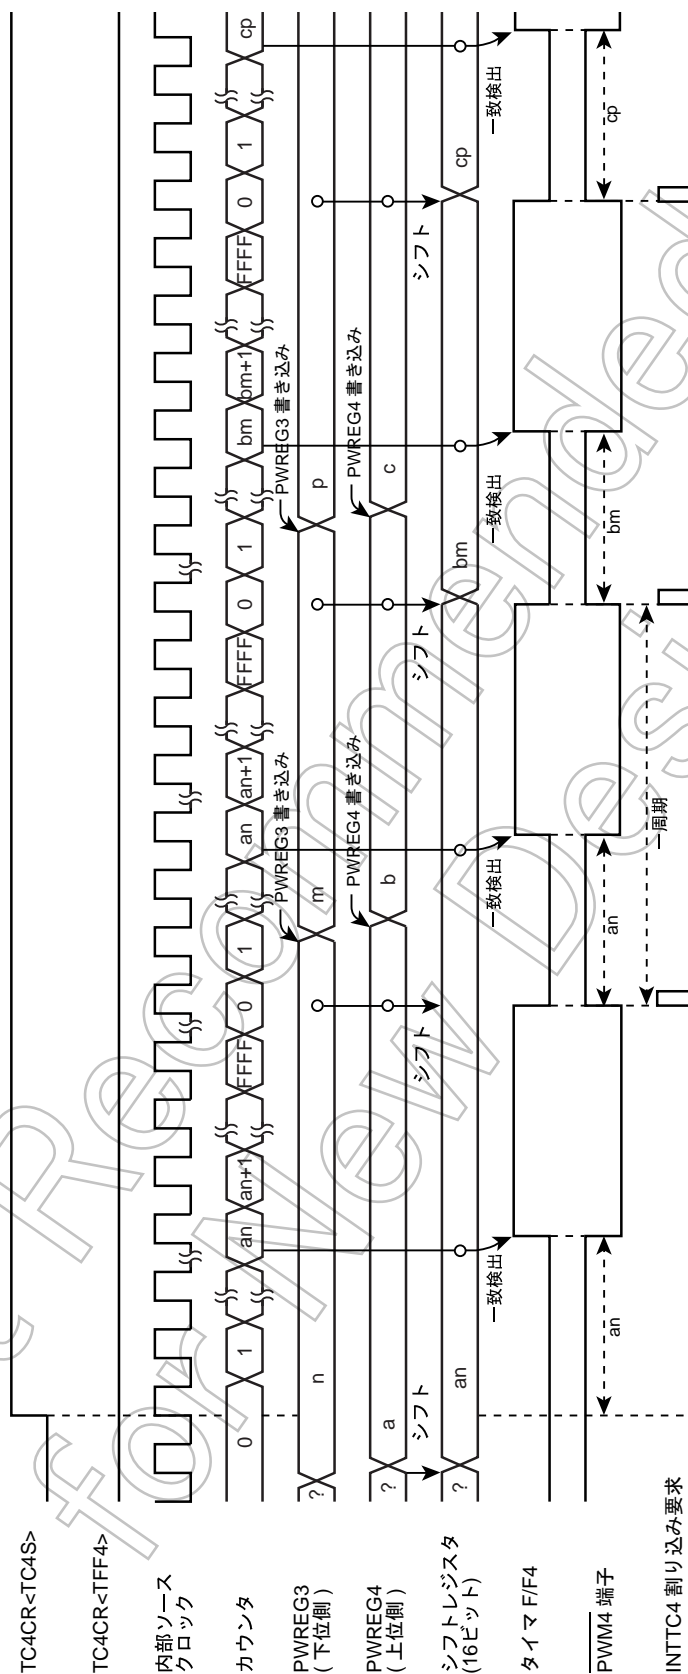 TC4CR<TC4S>
TC4CR<TFF4>
内部ソース
クロック
カウンタ
0
1
an
an+1
FFFF
0
1
an
an+1
FFFF
0
1
bm
bm+1
FFFF
0
1
cp
PWREG3
( 下位側 )
?
n
PWREG3 書き込み
m
PWREG3 書き込み
p
PWREG4
( 上位側 )
?
a
PWREG4 書き込み
b
PWREG4 書き込み
c
シフト
シフト
シフト
シフト
シフトレジスタ
(16ビット)
?
an
bm
cp
一致検出
一致検出
一致検出
一致検出
タイマ F/F4
PWM4 端子
an
an
bm
cp
一周期
INTTC4 割り込み要求
Recommended
for New Desi